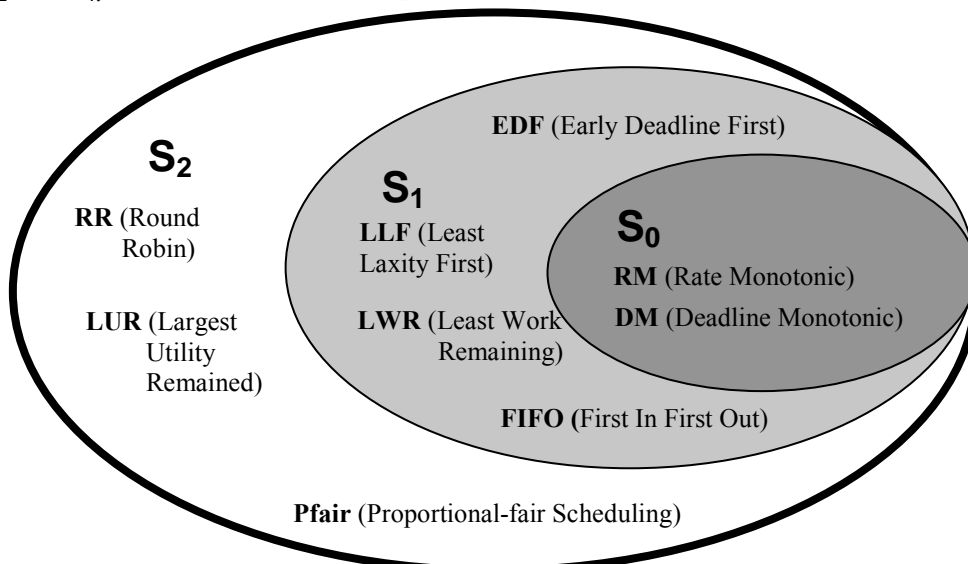 EDF (Early Deadline First)
S2
S1
RR (Round
Robin)
LLF (Least
Laxity First)
S0
RM (Rate Monotonic)
LUR (Largest
Utility
Remained)
LWR (Least Work
Remaining)
DM (Deadline Monotonic)
FIFO (First In First Out)
Pfair (Proportional-fair Scheduling)